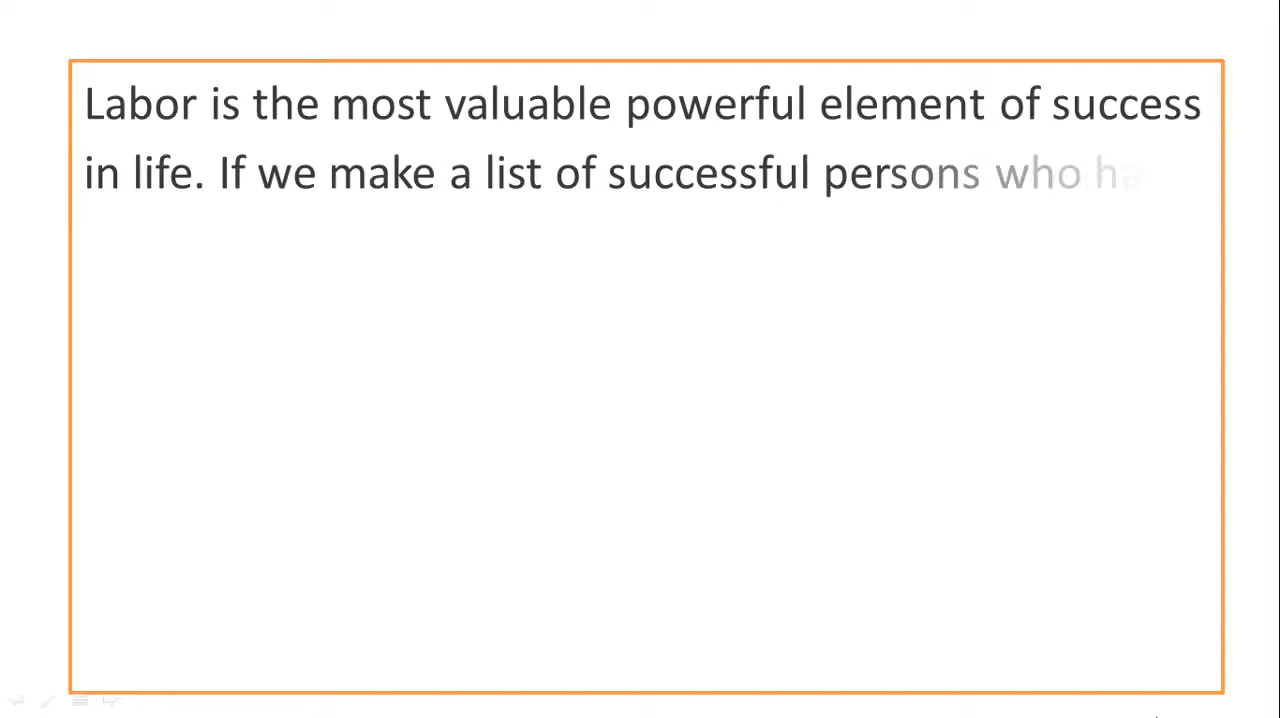 Labor is the most valuable powerful element of success
in life. If we make a list of successful persons who